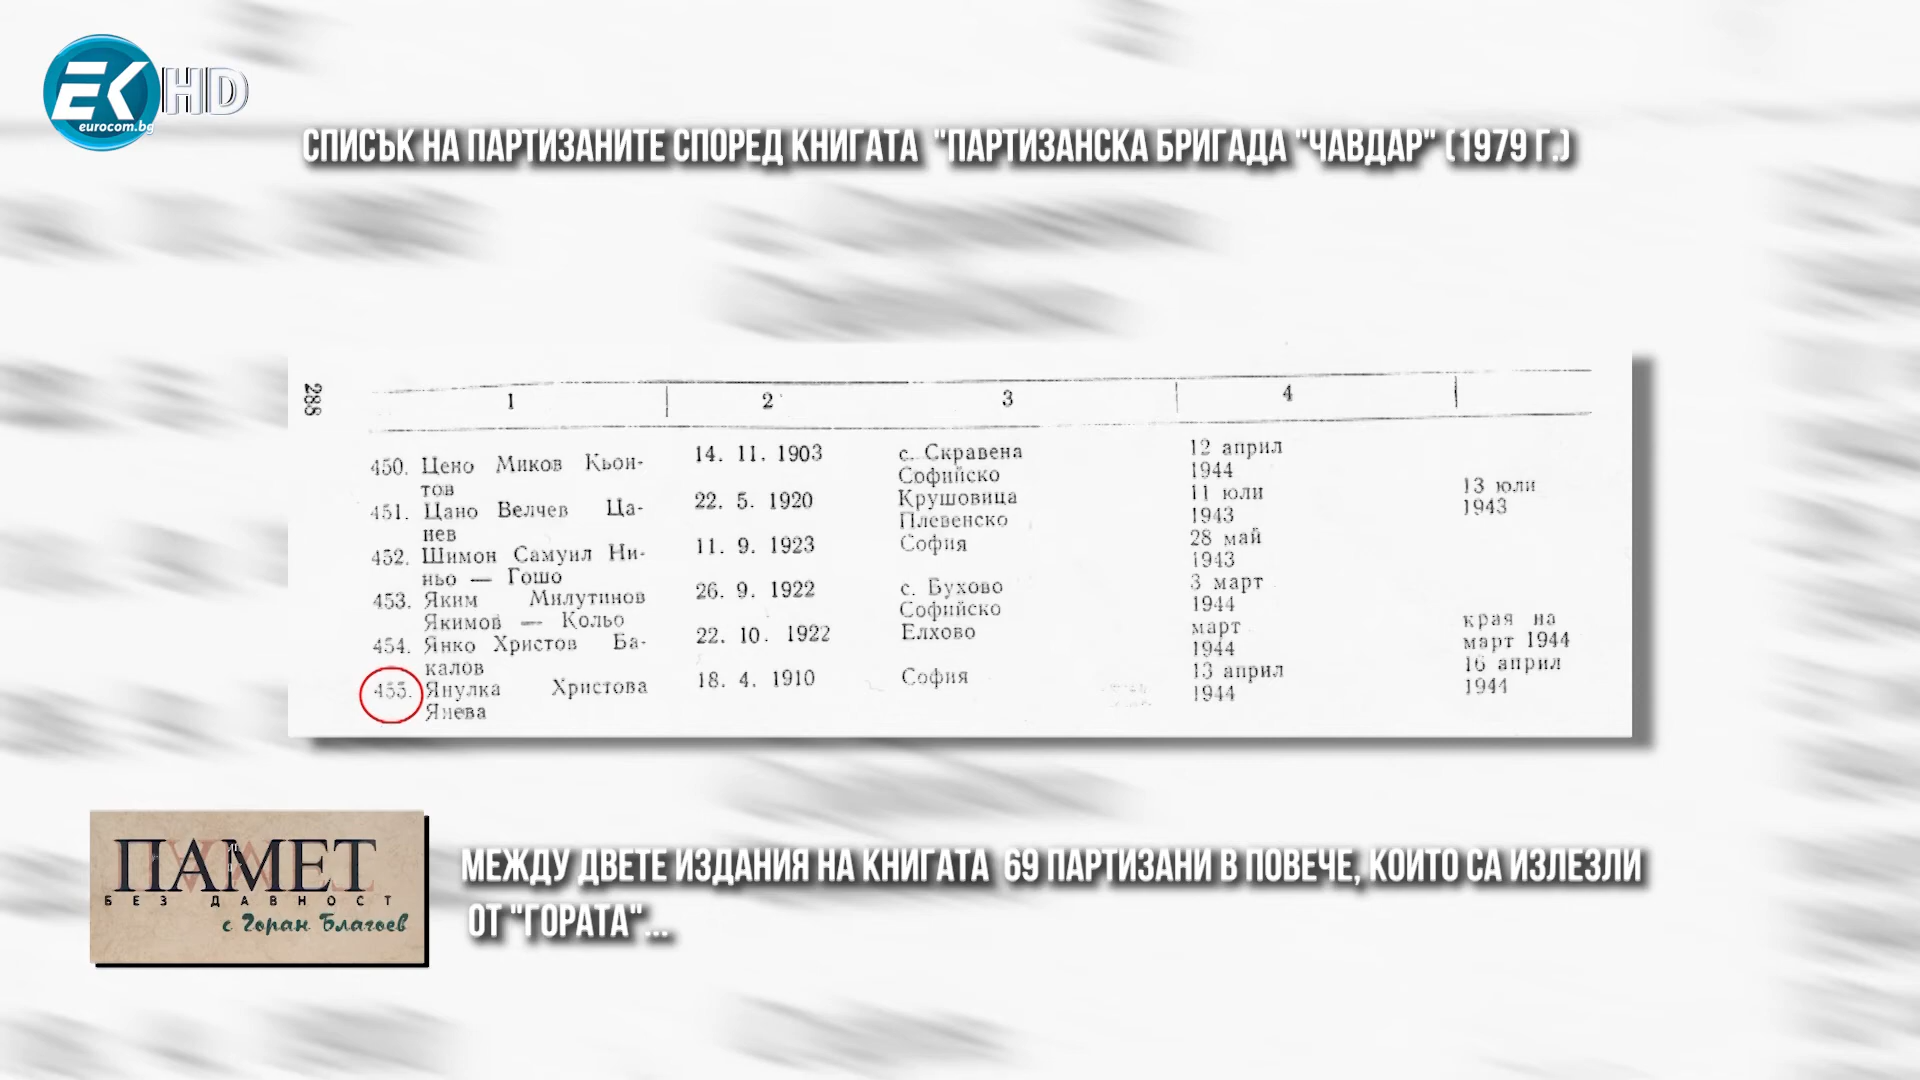 EK HD
eurocom.bg
СПИСЪК НА ПАРТИЗАНИТЕ СПОРЕД КНИГАТА "ПАРТИЗАНСКА БРИГАДА "ЧАВДАР" (1979 Г.)
288
1 2 3 4
450. Цено Миков Кьои- 14. 11. 1903 с. Скравена 12 април
тов Софийско 1944
451. Цано Велчев Ца- 22. 5. 1920 Крушовица 11 юли 13 юли
нев Плевенско 1943 1943
452. Шимон Самуил Ни- 11. 9. 1923 София 28 май
ньо — Гошо 1943
453. Яким Милутинов 26. 9. 1922 с. Бухово 3 март
Якимов — Кольо Софийско 1944
454. Янко Христов Ба- 22. 10. 1922 Елхово март края на
калов 1944 март 1944
455. Янулка Христова 18. 4. 1910 София 13 април 16 април
Янева 1944 1944
ПАМЕТ
БЕЗ ДАВНОСТ
с Горан Благоев
МЕЖДУ ДВЕТЕ ИЗДАНИЯ НА КНИГАТА 69 ПАРТИЗАНИ В ПОВЕЧЕ, КОИТО СА ИЗЛЕЗЛИ
ОТ "ГОРАТА"...